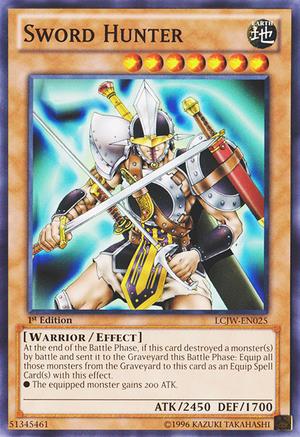 SWORD HUNTER
EARTH
地
1st Edition
LCJW-EN025
[WARRIOR/EFFECT]
At the end of the Battle Phase, if this card destroyed a monster(s)
by battle and sent it to the Graveyard this Battle Phase: Equip all
those monsters from the Graveyard to this card as an Equip Spell
Card(s) with this effect.
● The equipped monster gains 200 ATK.
ATK/2450 DEF/1700
51345461
©1996 KAZUKI TAKAHASHI